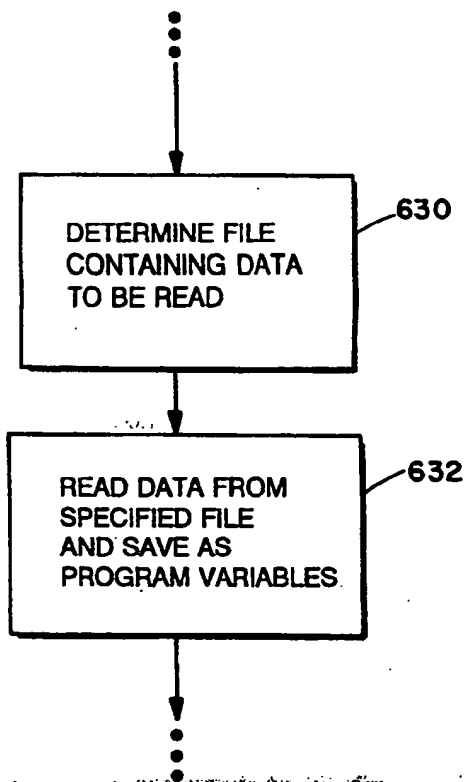 DETERMINE FILE
CONTAINING DATA
TO BE READ
630
READ DATA FROM
SPECIFIED FILE
AND SAVE AS
PROGRAM VARIABLES
632